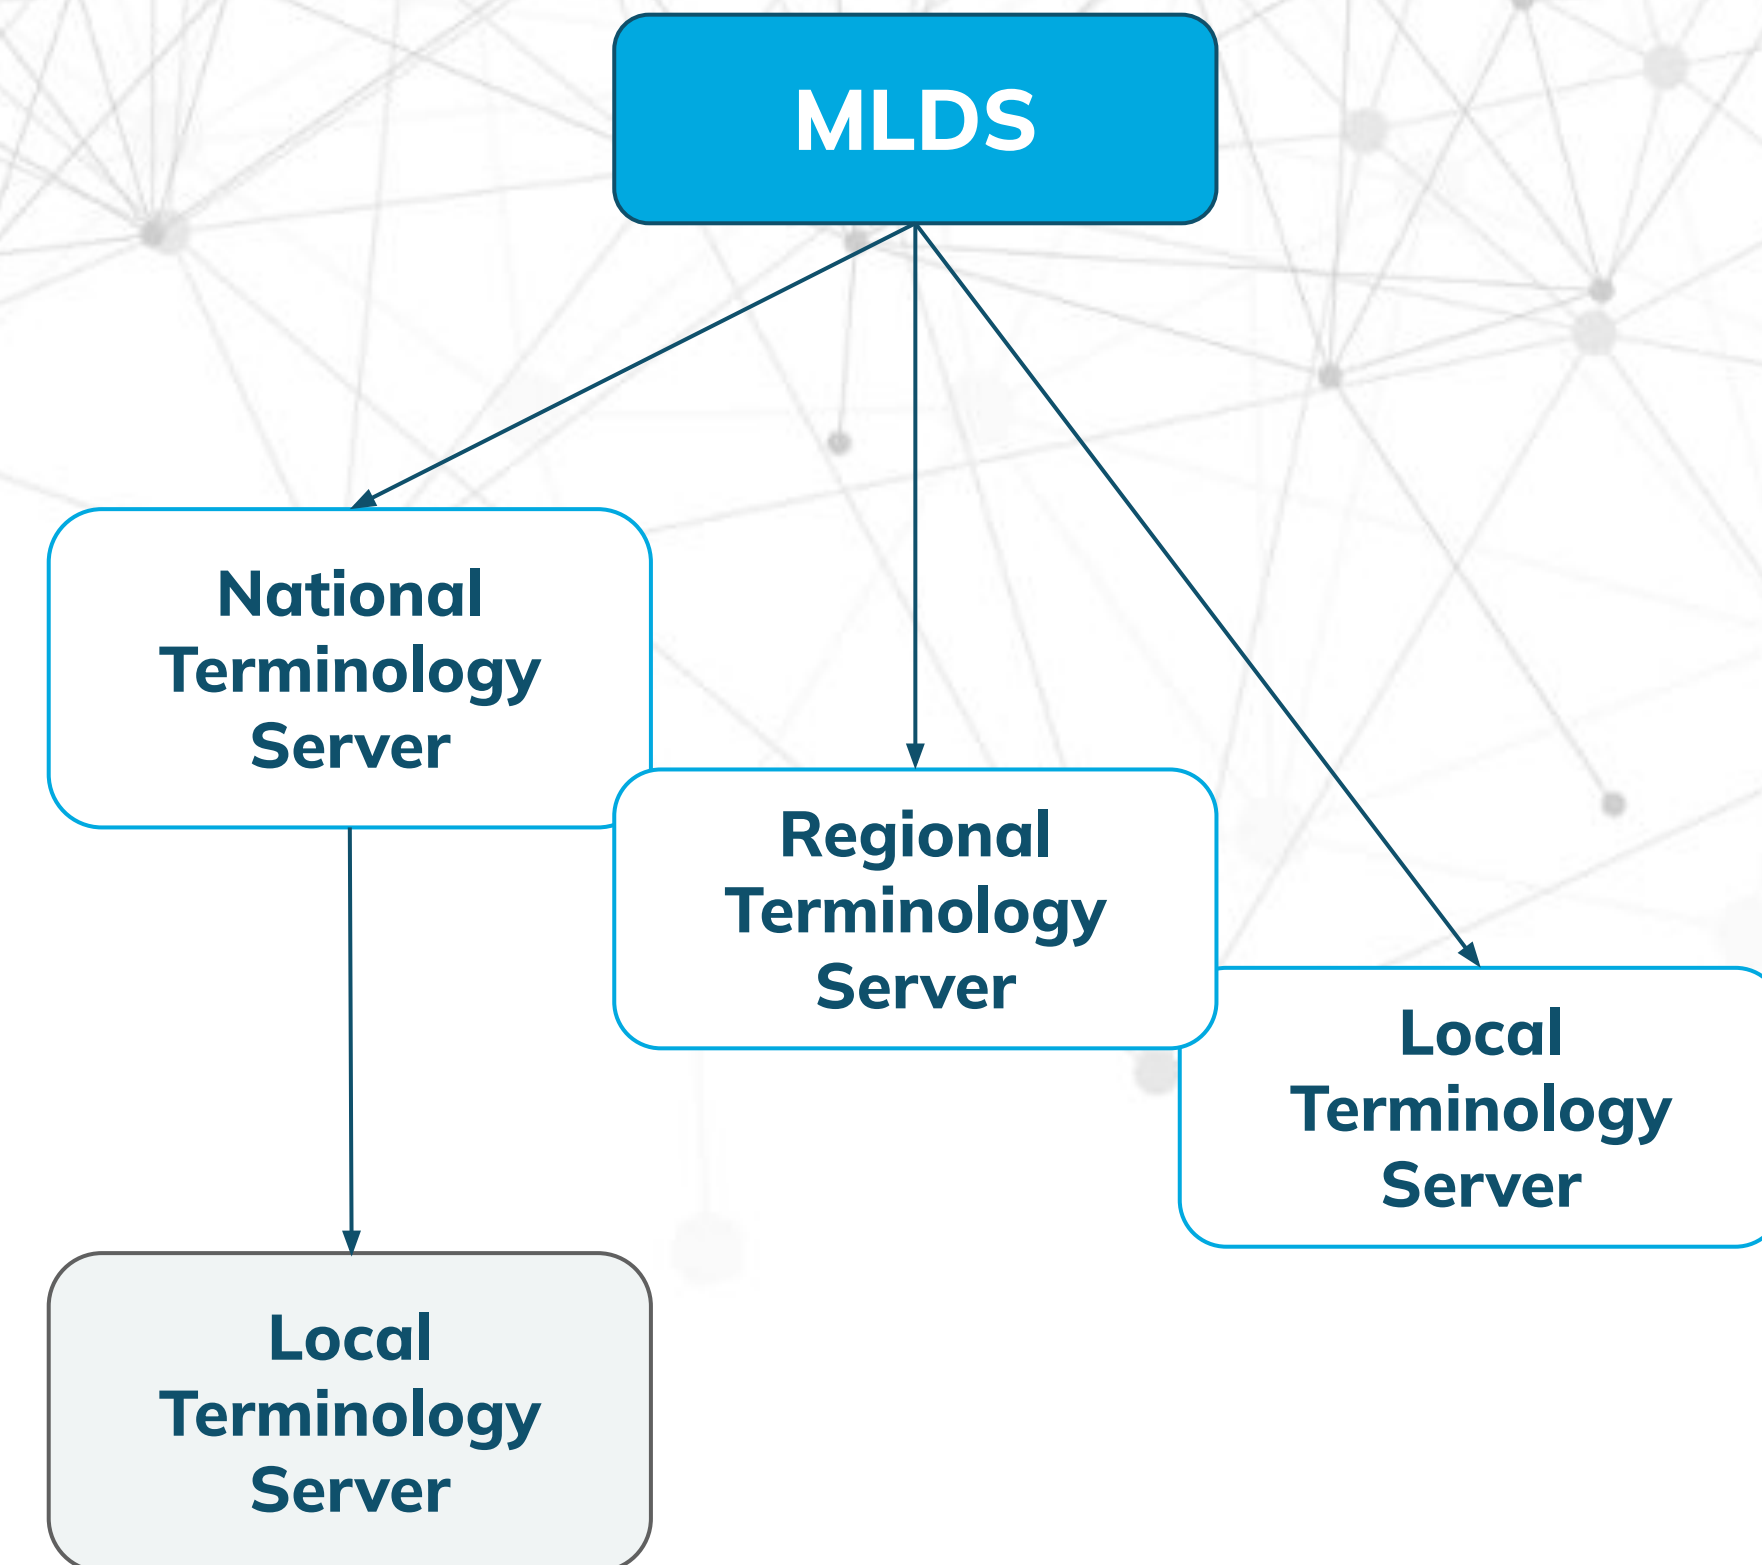 MLDS
National
Terminology
Server
Regional
Terminology
Server
Local
Terminology
Server
Local
Terminology
Server